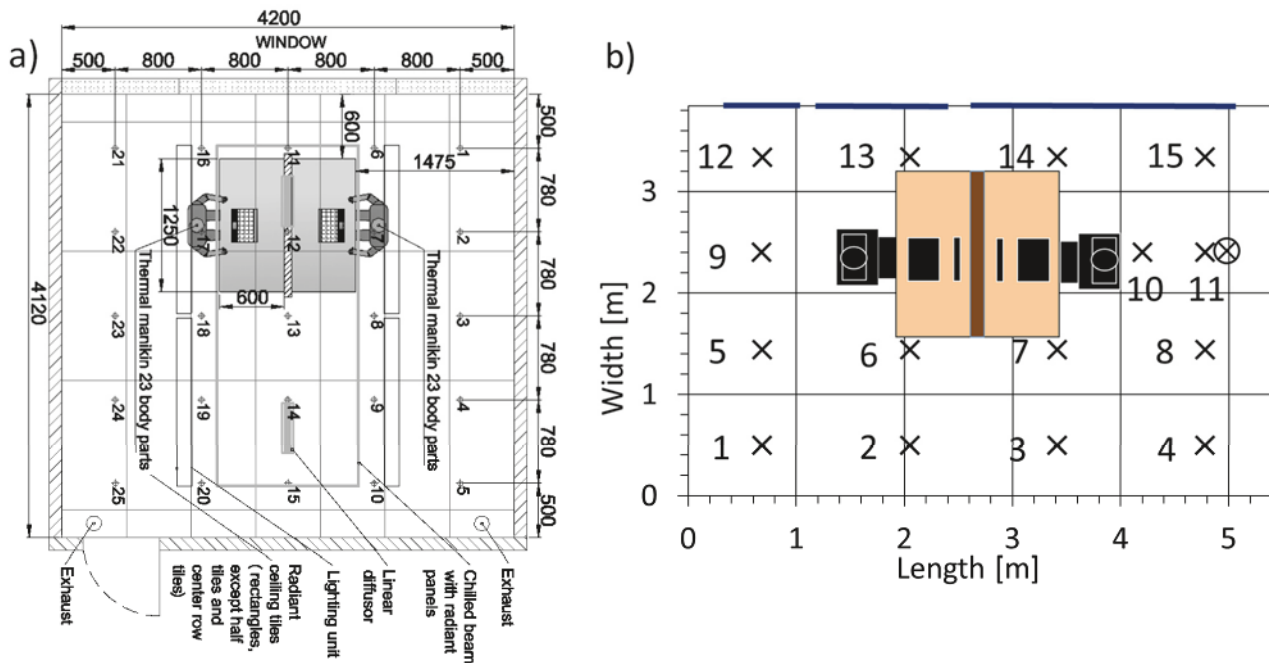 a)
4200
WINDOW
500 800 800 800 800 500
600
1475
500
780
780
780
780
500
4120
1250
600
21 16 11 6 1
22 17 12 7 2
23 18 13 8 3
24 19 14 9 4
25 20 15 10 5
Thermal manikin 23 body parts
Thermal manikin 23 body parts
Exhaust
Radiant
ceiling tiles
(rectangles,
except half
tiles and
center row
tiles)
Lighting unit
Linear
diffusor
Chilled beam
with radiant
panels
Exhaust
b)
Width [m]
3
2
1
0
12 13 14 15
9 10 11
5 6 7 8
1 2 3 4
0 1 2 3 4 5
Length [m]